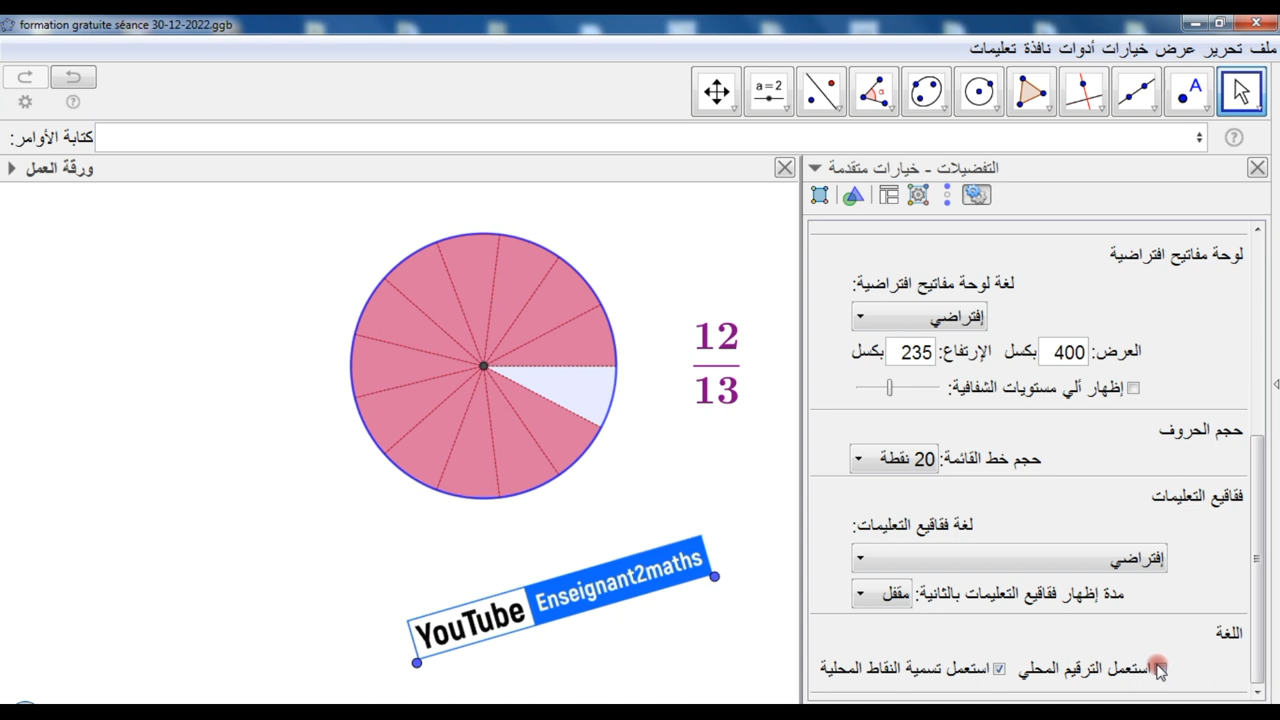 formation gratuite séance 30-12-2022.ggb
ملف تحرير عرض خيارات أدوات نافذة تعليمات
a=2
α
A
كتابة الأوامر:
ورقة العمل
التفضيلات - خيارات متقدمة
لوحة مفاتيح افتراضية
لغة لوحة مفاتيح افتراضية:
إفتراضي
العرض: 400 بكسل الإرتفاع: 235 بكسل
إظهار ألي مستويات الشفافية:
حجم الحروف
حجم خط القائمة: 20 نقطة
فقاقيع التعليمات
لغة فقاقيع التعليمات:
إفتراضي
مدة إظهار فقاقيع التعليمات بالثانية: مقفل
اللغة
استعمل الترقيم المحلي استعمل تسمية النقاط المحلية
12
13
YouTube Enseignant2maths